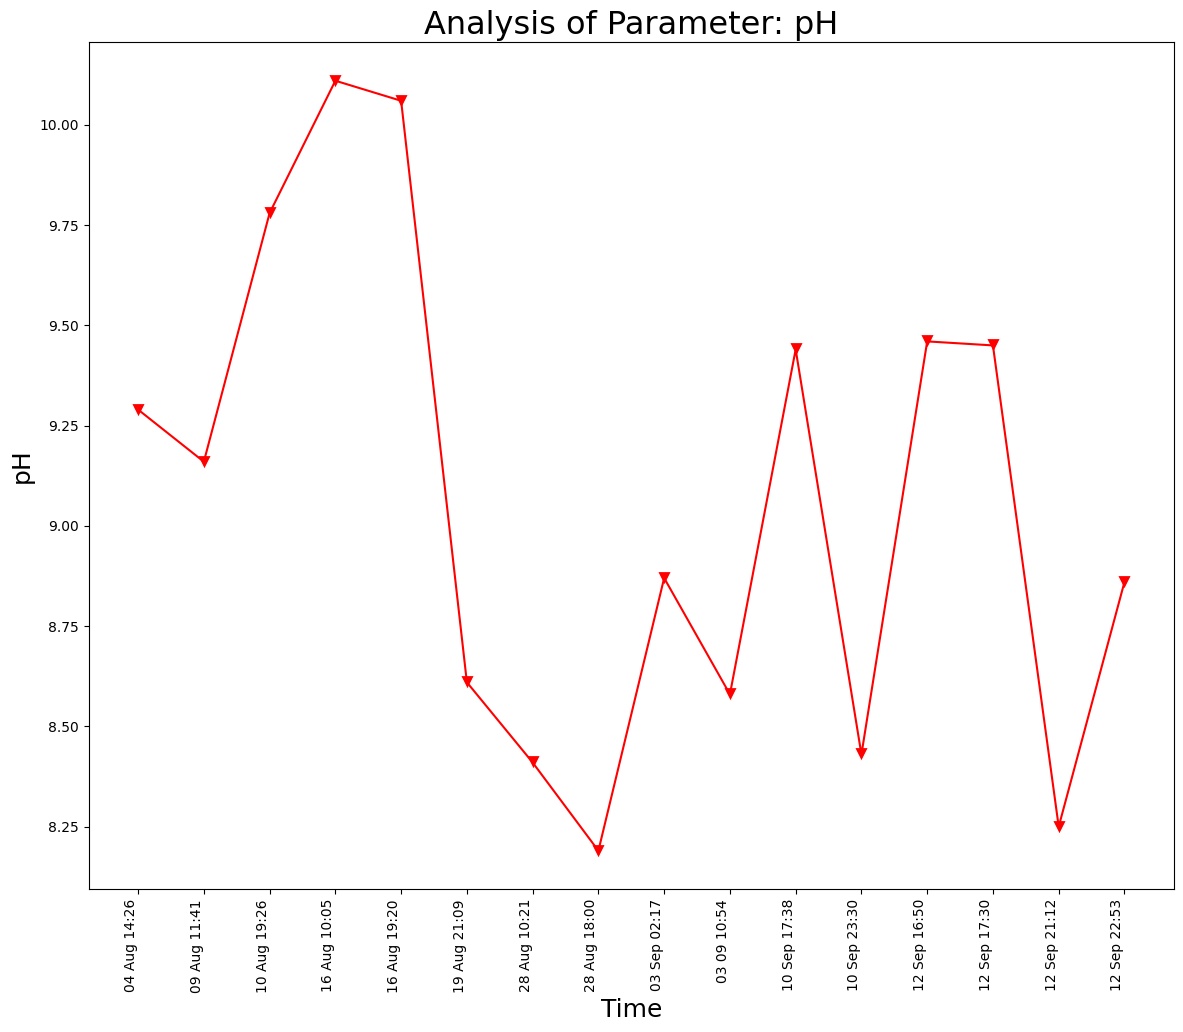 Analysis of Parameter: pH
pH
10.00
9.75
9.50
9.25
9.00
8.75
8.50
8.25
04 Aug 14:26
09 Aug 11:41
10 Aug 19:26
16 Aug 10:05
16 Aug 19:20
19 Aug 21:09
28 Aug 10:21
28 Aug 18:00
03 Sep 02:17
03 09 10:54
10 Sep 17:38
10 Sep 23:30
12 Sep 16:50
12 Sep 17:30
12 Sep 21:12
12 Sep 22:53
Time